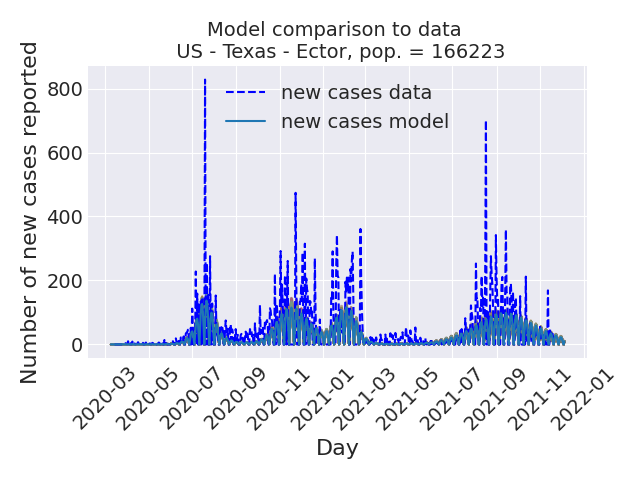 Model comparison to data
US - Texas - Ector, pop. = 166223
Number of new cases reported
800
600
400
200
0
new cases data
new cases model
2020-03
2020-05
2020-07
2020-09
2020-11
2021-01
2021-03
2021-05
2021-07
2021-09
2021-11
2022-01
Day